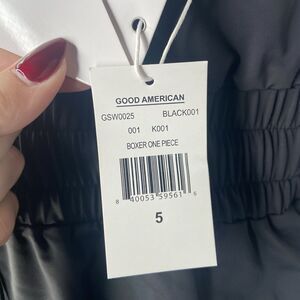 GOOD AMERICAN
GSW0025 BLACK001
001 K001
BOXER ONE PIECE
8 40053 59561 6
5